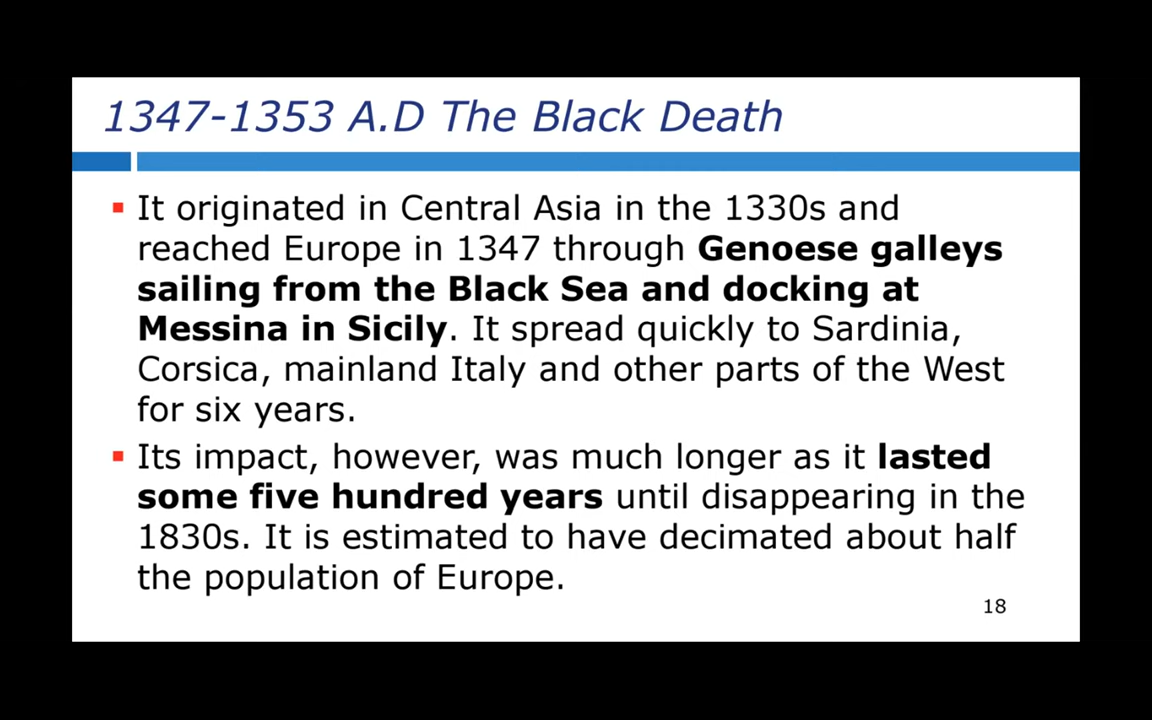 1347-1353 A.D The Black Death
It originated in Central Asia in the 1330s and
reached Europe in 1347 through Genoese galleys
sailing from the Black Sea and docking at
Messina in Sicily. It spread quickly to Sardinia,
Corsica, mainland Italy and other parts of the West
for six years.
Its impact, however, was much longer as it lasted
some five hundred years until disappearing in the
1830s. It is estimated to have decimated about half
the population of Europe.
18